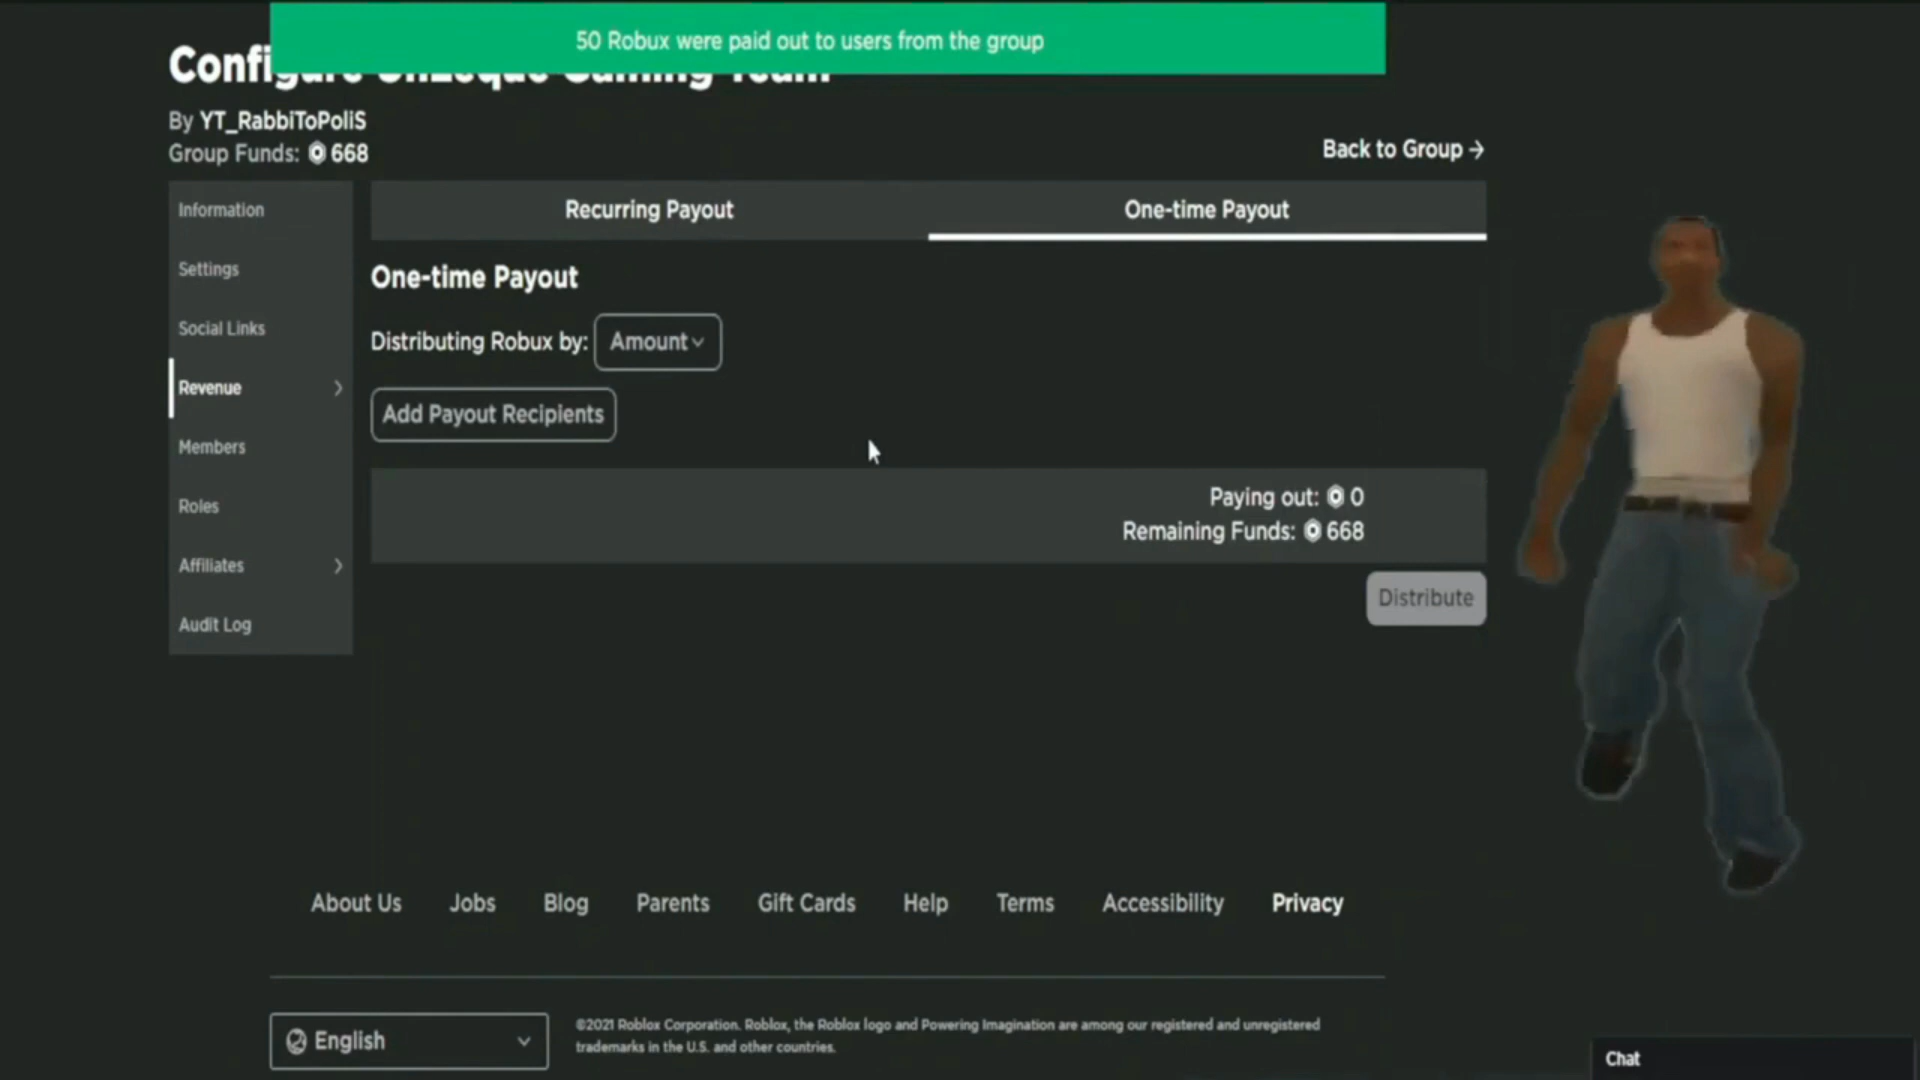 50 Robux were paid out to users from the group
Gaming Team
By YT_RabbiToPoliS
Group Funds: 668
Back to Group →
Information
Settings
Social Links
Revenue
Members
Roles
Affiliates
Audit Log
Recurring Payout
One-time Payout
One-time Payout
Distributing Robux by: Amount
Add Payout Recipients
Paying out: 0
Remaining Funds: 668
Distribute
About Us Jobs Blog Parents Gift Cards Help Terms Accessibility Privacy
English
©2021 Roblox Corporation. Roblox, the Roblox logo and Powering Imagination are among our registered and unregistered
trademarks in the U.S. and other countries.
Chat